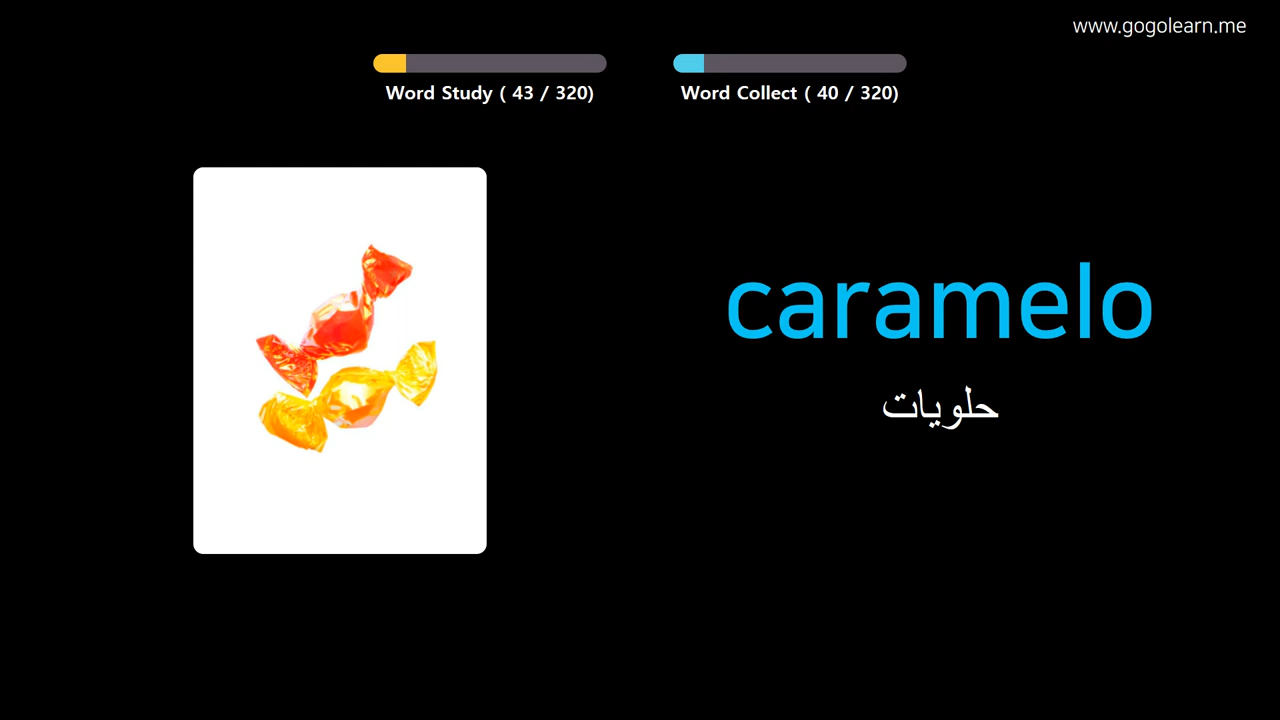 www.gogolearn.me
Word Study ( 43 / 320)
Word Collect ( 40 / 320)
caramelo
حلويات